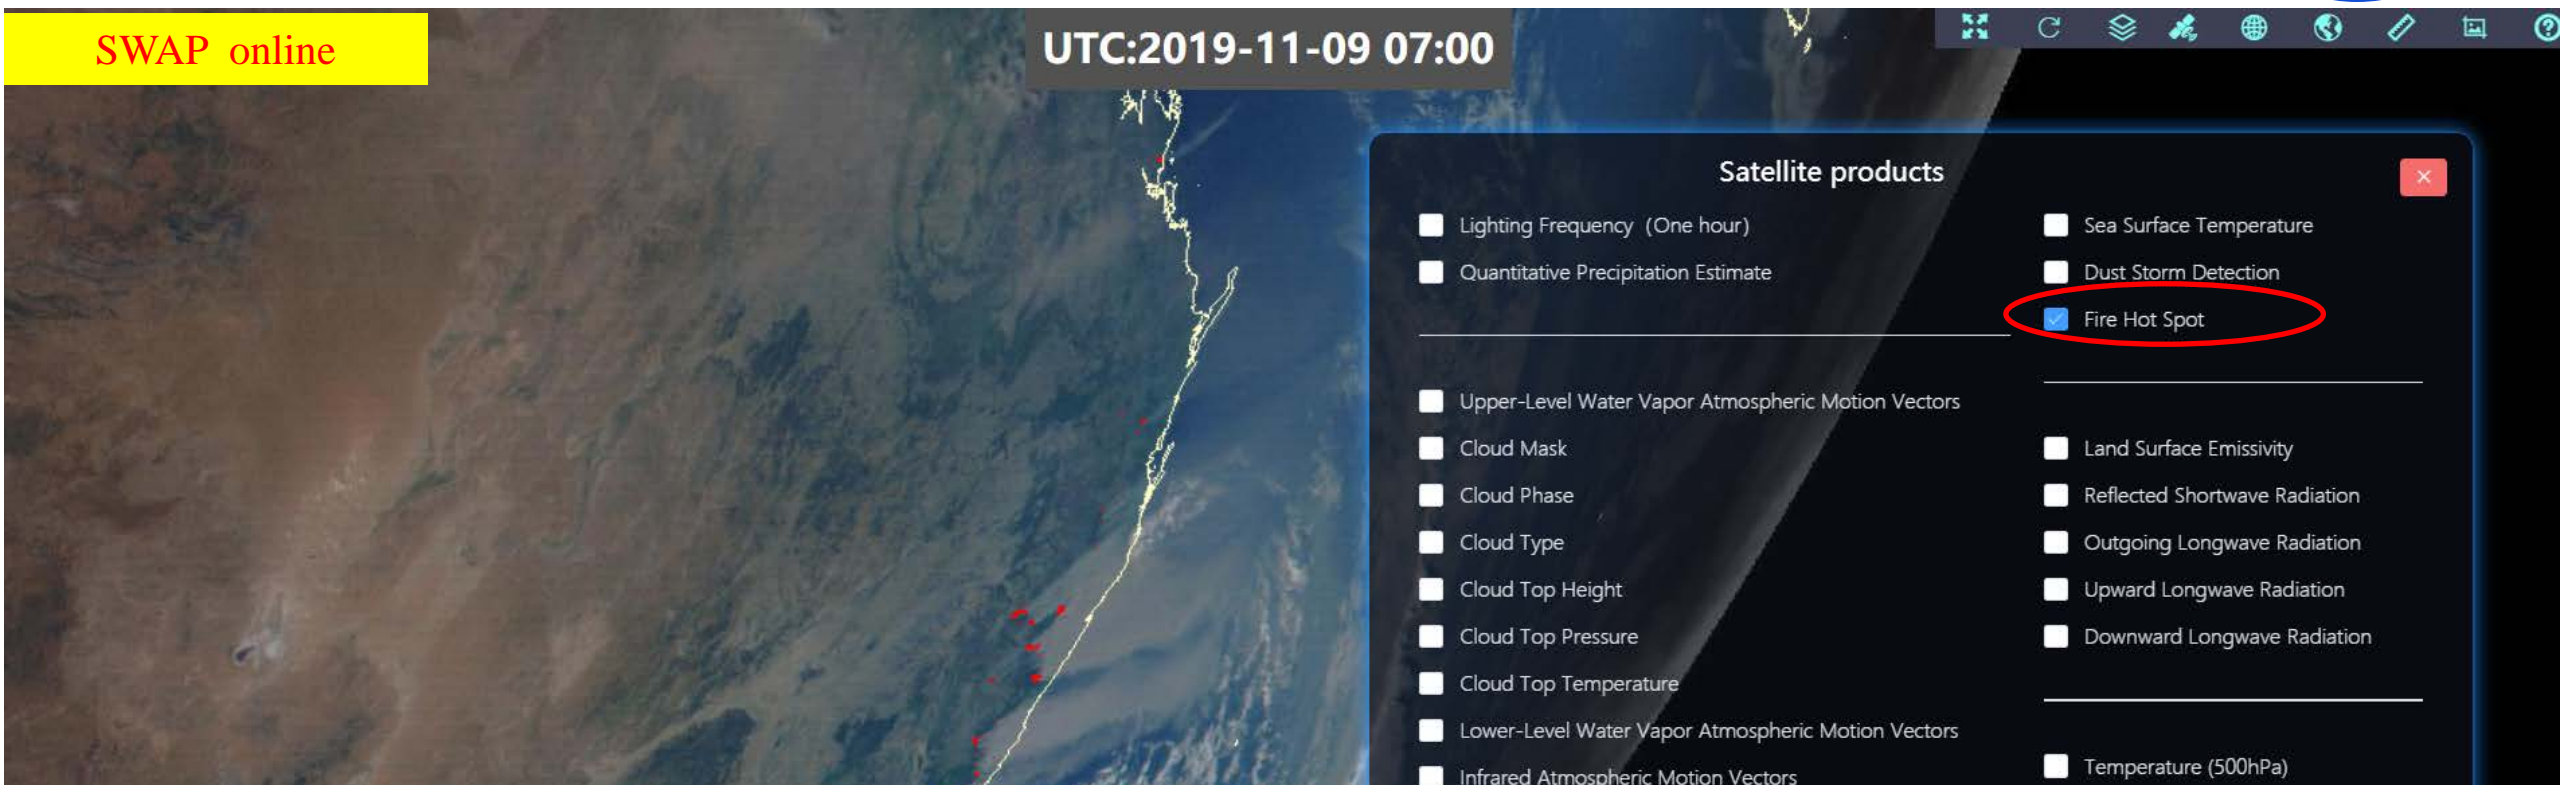 SWAP online
UTC:2019-11-09 07:00
Satellite products
Lighting Frequency (One hour)
Quantitative Precipitation Estimate
Upper-Level Water Vapor Atmospheric Motion Vectors
Cloud Mask
Cloud Phase
Cloud Type
Cloud Top Height
Cloud Top Pressure
Cloud Top Temperature
Lower-Level Water Vapor Atmospheric Motion Vectors
Infrared Atmospheric Motion Vectors
Sea Surface Temperature
Dust Storm Detection
Fire Hot Spot
Land Surface Emissivity
Reflected Shortwave Radiation
Outgoing Longwave Radiation
Upward Longwave Radiation
Downward Longwave Radiation
Temperature (500hPa)